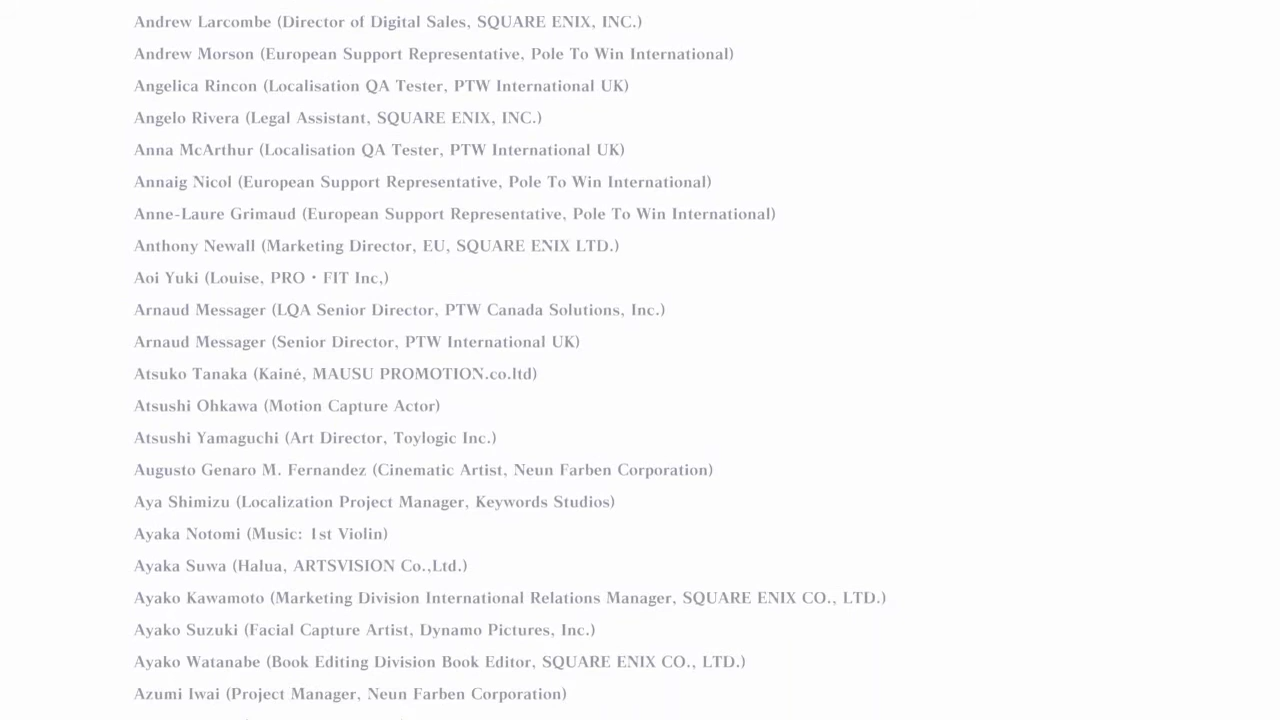 Andrew Larcombe (Director of Digital Sales, SQUARE ENIX, INC.)
Andrew Morson (European Support Representative, Pole To Win International)
Angelica Rincon (Localisation QA Tester, PTW International UK)
Angelo Rivera (Legal Assistant, SQUARE ENIX, INC.)
Anna McArthur (Localisation QA Tester, PTW International UK)
Annaig Nicol (European Support Representative, Pole To Win International)
Anne-Laure Grimaud (European Support Representative, Pole To Win International)
Anthony Newall (Marketing Director, EU, SQUARE ENIX LTD.)
Aoi Yuki (Louise, PRO・FIT Inc,)
Arnaud Messager (LQA Senior Director, PTW Canada Solutions, Inc.)
Arnaud Messager (Senior Director, PTW International UK)
Atsuko Tanaka (Kainé, MAUSU PROMOTION.co.ltd)
Atsushi Ohkawa (Motion Capture Actor)
Atsushi Yamaguchi (Art Director, Toylogic Inc.)
Augusto Genaro M. Fernandez (Cinematic Artist, Neun Farben Corporation)
Aya Shimizu (Localization Project Manager, Keywords Studios)
Ayaka Notomi (Music: 1st Violin)
Ayaka Suwa (Halua, ARTSVISION Co.,Ltd.)
Ayako Kawamoto (Marketing Division International Relations Manager, SQUARE ENIX CO., LTD.)
Ayako Suzuki (Facial Capture Artist, Dynamo Pictures, Inc.)
Ayako Watanabe (Book Editing Division Book Editor, SQUARE ENIX CO., LTD.)
Azumi Iwai (Project Manager, Neun Farben Corporation)